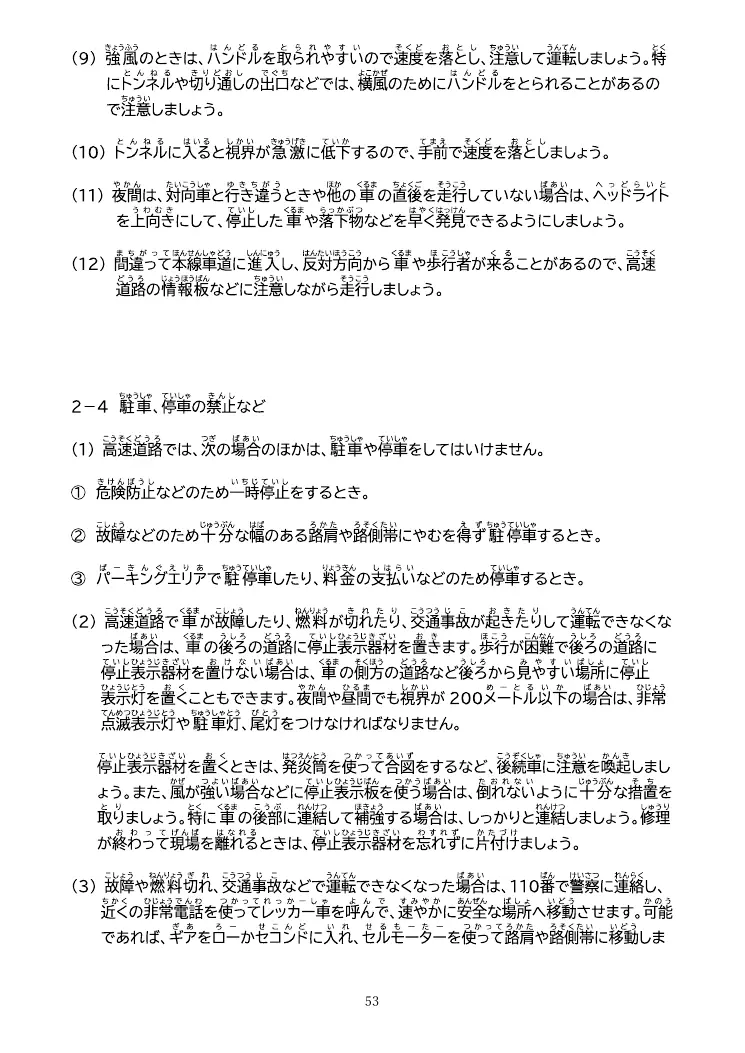 (9) 強風のときは、ハンドルを取られやすいので速度を落とし、注意して運転しましょう。特
にトンネルや切り通しの出口などでは、横風のためにハンドルをとられることがあるの
で注意しましょう。
(10) トンネルに入ると視界が急激に低下するので、手前で速度を落としましょう。
(11) 夜間は、対向車と行き違うときや他の車の直後を走行していない場合は、ヘッドライト
を上向きにして、停止した車や落下物などを早く発見できるようにしましょう。
(12) 間違って本線車道に進入し、反対方向から車や歩行者が来ることがあるので、高速
道路の情報板などに注意しながら走行しましょう。
2-4 駐車、停車の禁止など
(1) 高速道路では、次の場合のほかは、駐車や停車をしてはいけません。
① 危険防止などのため一時停止をするとき。
② 故障などのため十分な幅のある路肩や路側帯にやむを得ず駐停車するとき。
③ パーキングエリアで駐停車したり、料金の支払いなどのため停車するとき。
(2) 高速道路で車が故障したり、燃料が切れたり、交通事故が起きたりして運転できなくな
った場合は、車の後ろの道路に停止表示器材を置きます。歩行が困難で後ろの道路に
停止表示器材を置けない場合は、車の側方の道路など後ろから見やすい場所に停止
表示灯を置くこともできます。夜間や昼間でも視界が 200メートル以下の場合は、非常
点滅表示灯や駐車灯、尾灯をつけなければなりません。
停止表示器材を置くときは、発炎筒を使って合図をするなど、後続車に注意を喚起しまし
ょう。また、風が強い場合などに停止表示板を使う場合は、倒れないように十分な措置を
取りましょう。特に車の後部に連結して補強する場合は、しっかりと連結しましょう。修理
が終わって現場を離れるときは、停止表示器材を忘れずに片付けましょう。
(3) 故障や燃料切れ、交通事故などで運転できなくなった場合は、110番で警察に連絡し、
近くの非常電話を使ってレッカー車を呼んで、速やかに安全な場所へ移動させます。可能
であれば、ギアをローかセコンドに入れ、セルモーターを使って路肩や路側帯に移動しま
53